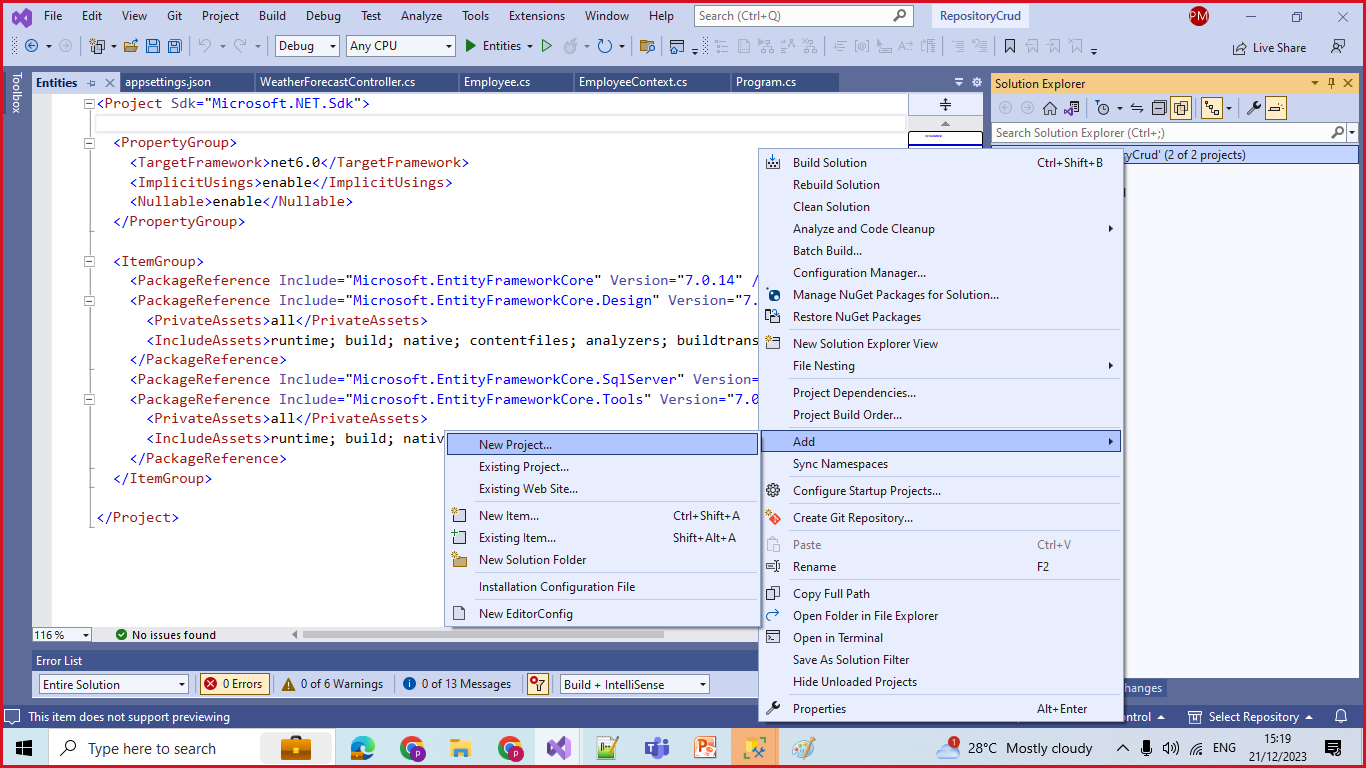 File Edit View Git Project Build Debug Test Analyze Tools Extensions Window Help Search (Ctrl+Q) RepositoryCrud PM
Debug Any CPU Entities Live Share
Toolbox
Entities appsettings.json WeatherForecastController.cs Employee.cs EmployeeContext.cs Program.cs
<Project Sdk="Microsoft.NET.Sdk">
<PropertyGroup>
<TargetFramework>net6.0</TargetFramework>
<ImplicitUsings>enable</ImplicitUsings>
<Nullable>enable</Nullable>
</PropertyGroup>
<ItemGroup>
<PackageReference Include="Microsoft.EntityFrameworkCore" Version="7.0.14" /
<PackageReference Include="Microsoft.EntityFrameworkCore.Design" Version="7.
<PrivateAssets>all</PrivateAssets>
<IncludeAssets>runtime; build; native; contentfiles; analyzers; buildtrans
</PackageReference>
<PackageReference Include="Microsoft.EntityFrameworkCore.SqlServer" Version=
<PackageReference Include="Microsoft.EntityFrameworkCore.Tools" Version="7.0
<PrivateAssets>all</PrivateAssets>
<IncludeAssets>runtime; build; nativ
</PackageReference>
</ItemGroup>
</Project>
Solution Explorer
Search Solution Explorer (Ctrl+;)
yCrud' (2 of 2 projects)
Build Solution Ctrl+Shift+B
Rebuild Solution
Clean Solution
Analyze and Code Cleanup
Batch Build...
Configuration Manager...
Manage NuGet Packages for Solution...
Restore NuGet Packages
New Solution Explorer View
File Nesting
Project Dependencies...
Project Build Order...
Add
Sync Namespaces
Configure Startup Projects...
Create Git Repository...
Paste Ctrl+V
Rename F2
Copy Full Path
Open Folder in File Explorer
Open in Terminal
Save As Solution Filter
Hide Unloaded Projects
Properties Alt+Enter
New Project...
Existing Project...
Existing Web Site...
New Item... Ctrl+Shift+A
Existing Item... Shift+Alt+A
New Solution Folder
Installation Configuration File
New EditorConfig
116 % No issues found
Error List
Entire Solution 0 Errors 0 of 6 Warnings 0 of 13 Messages Build + IntelliSense
hanges
This item does not support previewing ntrol Select Repository
Type here to search 1 28°C Mostly cloudy ENG 15:19
21/12/2023